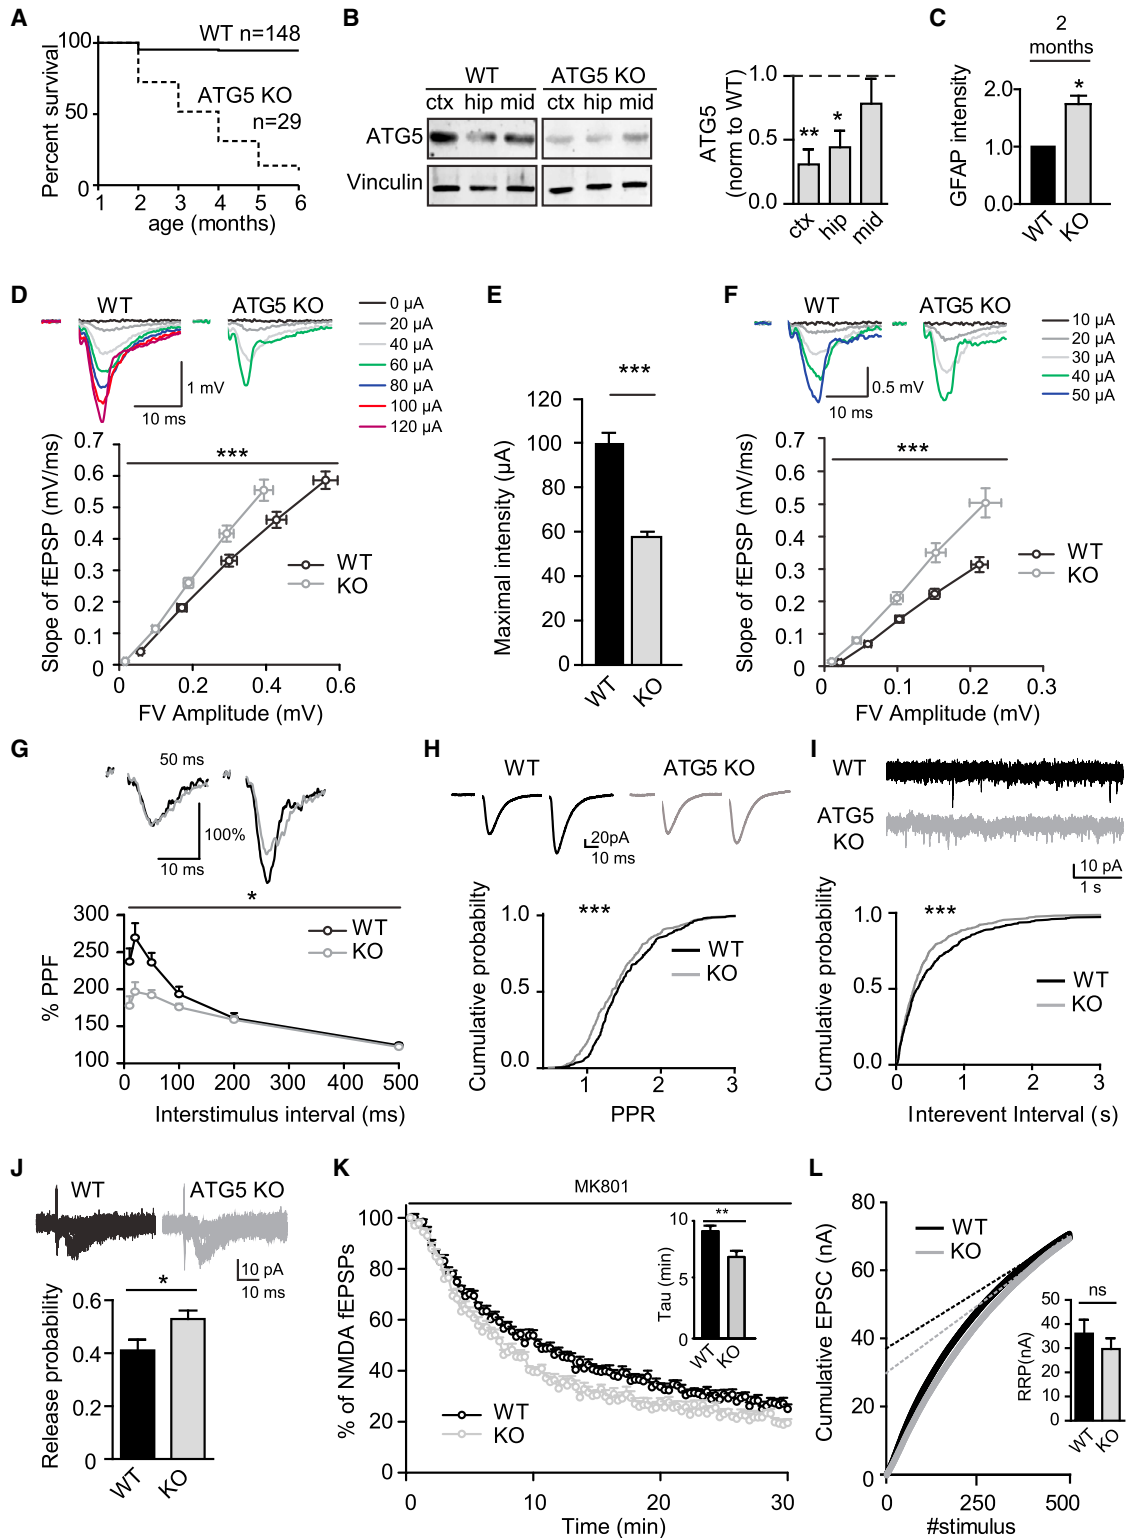 A
WT n=148
ATG5 KO
n=29
Percent survival
100
50
0
1 2 3 4 5 6
age (months)
B
WT ATG5 KO
ctx hip mid ctx hip mid
ATG5
Vinculin
ATG5
(norm to WT)
1.0
0.5
0.0
** *
ctx hip mid
C
2
months
GFAP intensity
2.0
1.0
0.0
*
WT KO
D
WT ATG5 KO
0 µA
20 µA
40 µA
60 µA
80 µA
100 µA
120 µA
1 mV
10 ms
***
Slope of fEPSP (mV/ms)
0.7
0.6
0.5
0.4
0.3
0.2
0.1
0
WT
KO
0 0.2 0.4 0.6
FV Amplitude (mV)
E
***
Maximal intensity (µA)
120
100
80
60
40
20
0
WT KO
F
WT ATG5 KO
10 µA
20 µA
30 µA
40 µA
50 µA
0.5 mV
10 ms
***
Slope of fEPSP (mV/ms)
0.7
0.6
0.5
0.4
0.3
0.2
0.1
0
WT
KO
0 0.1 0.2 0.3
FV Amplitude (mV)
G
50 ms
100%
10 ms
*
% PPF
300
250
200
150
100
WT
KO
0 100 200 300 400 500
Interstimulus interval (ms)
H
WT ATG5 KO
20pA
10 ms
***
Cumulative probability
1.0
0.5
0.0
WT
KO
1 2 3
PPR
I
WT
ATG5
KO
10 pA
1 s
***
Cumulative probability
1.0
0.5
0.0
WT
KO
0 1 2 3
Interevent Interval (s)
J
WT ATG5 KO
10 pA
10 ms
*
Release probability
0.6
0.4
0.2
0
WT KO
K
MK801
% of NMDA fEPSPs
100
80
60
40
20
0
WT
KO
0 10 20 30
Time (min)
**
Tau (min)
10
5
0
WT KO
L
Cumulative EPSC (nA)
80
60
40
20
0
WT
KO
0 250 500
#stimulus
ns
RRP(nA)
50
40
30
20
10
0
WT KO